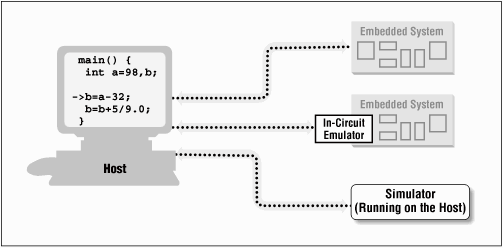 main() {
int a=98,b;
->b=a-32;
b=b+5/9.0;
}
Host
Embedded System
Embedded System
In-Circuit
Emulator
Simulator
(Running on the Host)